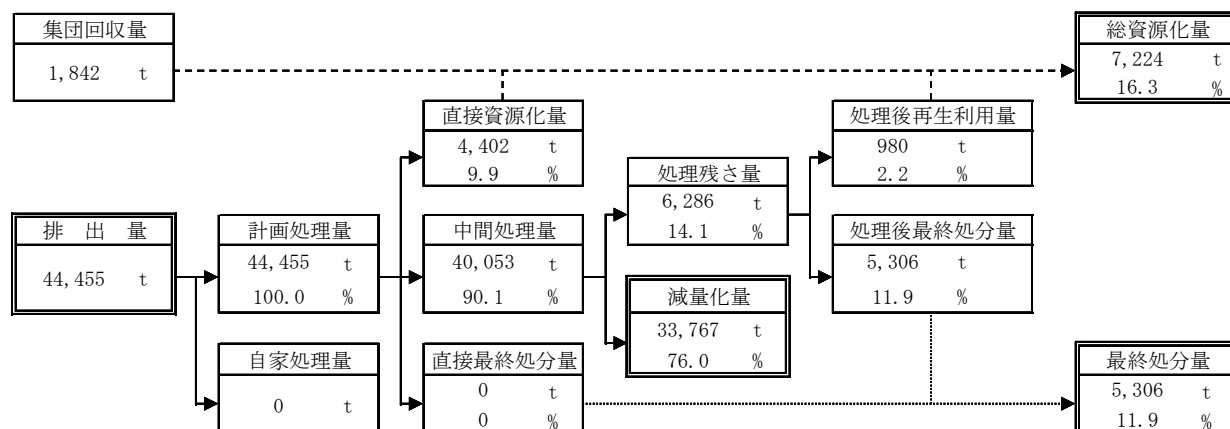 集団回収量
1,842 t
総資源化量
7,224 t
16.3 %
直接資源化量
4,402 t
9.9 %
処理後再生利用量
980 t
2.2 %
処理残さ量
6,286 t
14.1 %
排 出 量
44,455 t
計画処理量
44,455 t
100.0 %
中間処理量
40,053 t
90.1 %
処理後最終処分量
5,306 t
11.9 %
減量化量
33,767 t
76.0 %
自家処理量
0 t
直接最終処分量
0 t
0 %
最終処分量
5,306 t
11.9 %